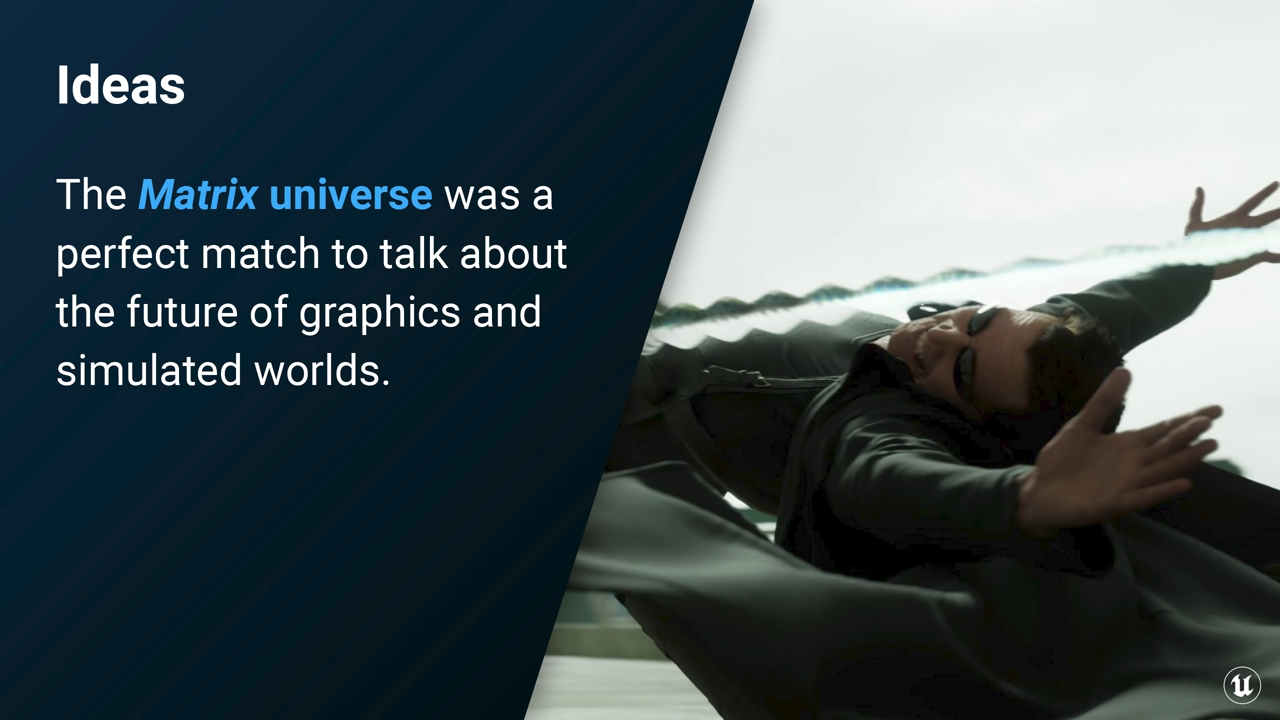 Ideas
The Matrix universe was a
perfect match to talk about
the future of graphics and
simulated worlds.